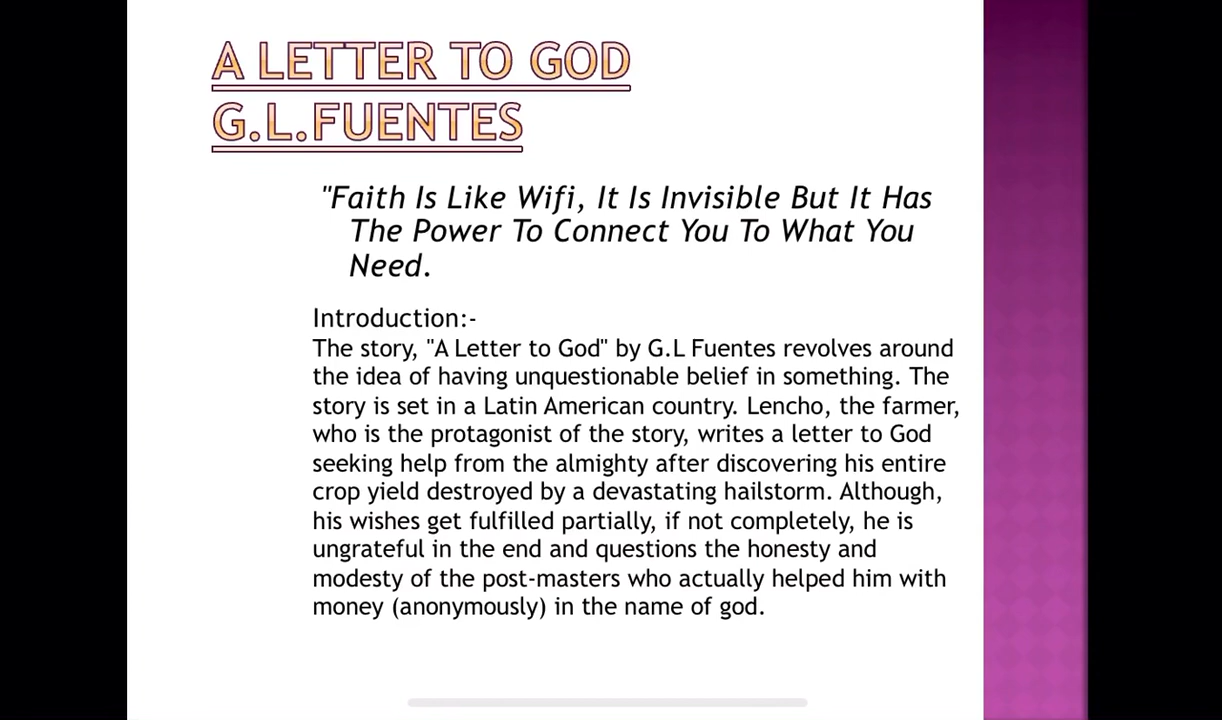 A LETTER TO GOD
G.L.FUENTES
"Faith Is Like Wifi, It Is Invisible But It Has
The Power To Connect You To What You
Need.
Introduction:-
The story, "A Letter to God" by G.L Fuentes revolves around
the idea of having unquestionable belief in something. The
story is set in a Latin American country. Lencho, the farmer,
who is the protagonist of the story, writes a letter to God
seeking help from the almighty after discovering his entire
crop yield destroyed by a devastating hailstorm. Although,
his wishes get fulfilled partially, if not completely, he is
ungrateful in the end and questions the honesty and
modesty of the post-masters who actually helped him with
money (anonymously) in the name of god.